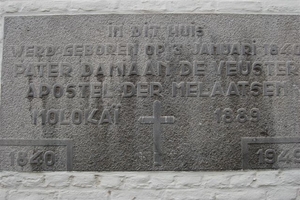 IN DIT HUIS
WERD GEBOREN OP 3 JANUARI 1840
PATER DAMIAAN DE VEUSTER
APOSTEL DER MELAATSEN
MOLOKAÏ 1889
1840 1949